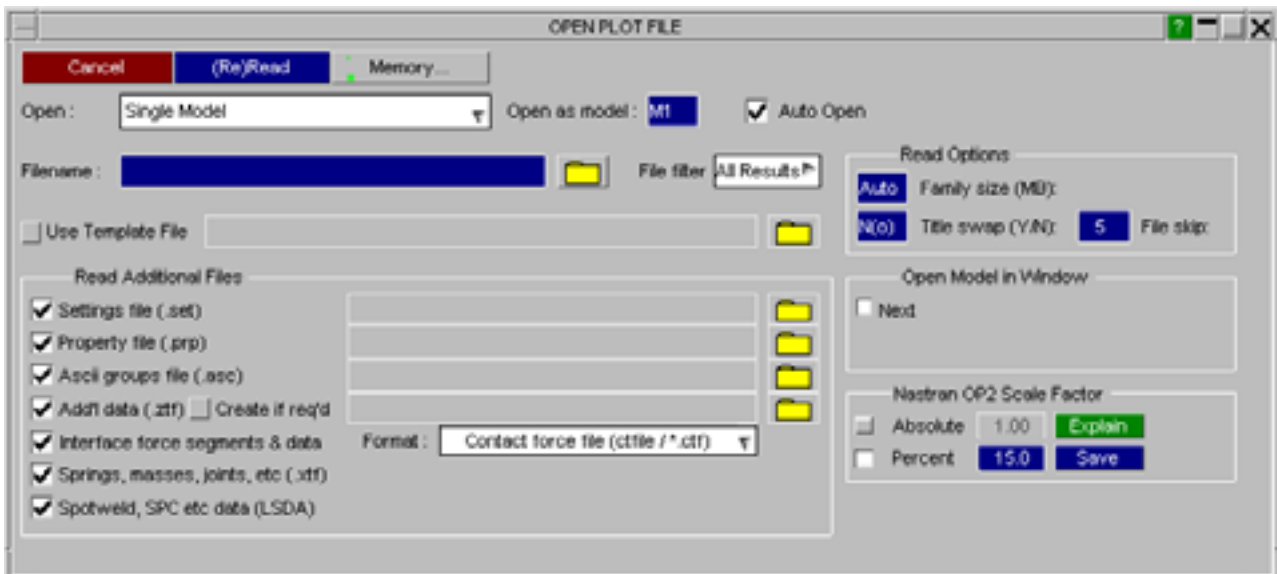 OPEN PLOT FILE ?
Cancel (Re)Read Memory...
Open : Single Model Open as model : M1 Auto Open
Filename : File filter All Results
Use Template File
Read Options
Auto Family size (MB):
N(o) Title swap (Y/N): 5 File skip:
Read Additional Files
Settings file (.set)
Property file (.prp)
Ascii groups file (.asc)
Add'l data (.ztf) Create if req'd
Interface force segments & data Format : Contact force file (ctfile / *.ctf)
Springs, masses, joints, etc (.xtf)
Spotweld, SPC etc data (LSDA)
Open Model in Window
Next
Nastran OP2 Scale Factor
Absolute 1.00 Explain
Percent 15.0 Save